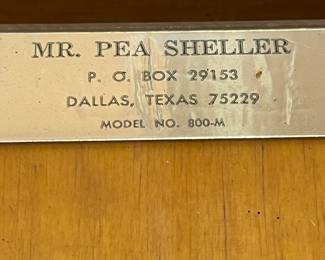 MR. PEA SHELLER
P. O. BOX 29153
DALLAS, TEXAS 75229
MODEL NO. 800-M